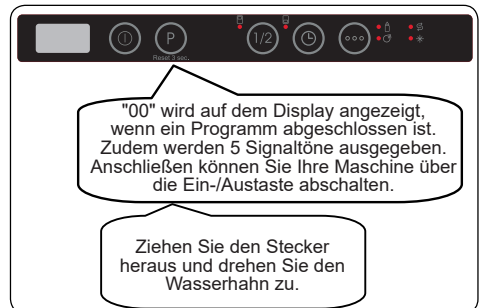 P
1/2
Reset 3 sec.
"00" wird auf dem Display angezeigt,
wenn ein Programm abgeschlossen ist.
Zudem werden 5 Signaltöne ausgegeben.
Anschließen können Sie Ihre Maschine über
die Ein-/Austaste abschalten.
Ziehen Sie den Stecker
heraus und drehen Sie den
Wasserhahn zu.